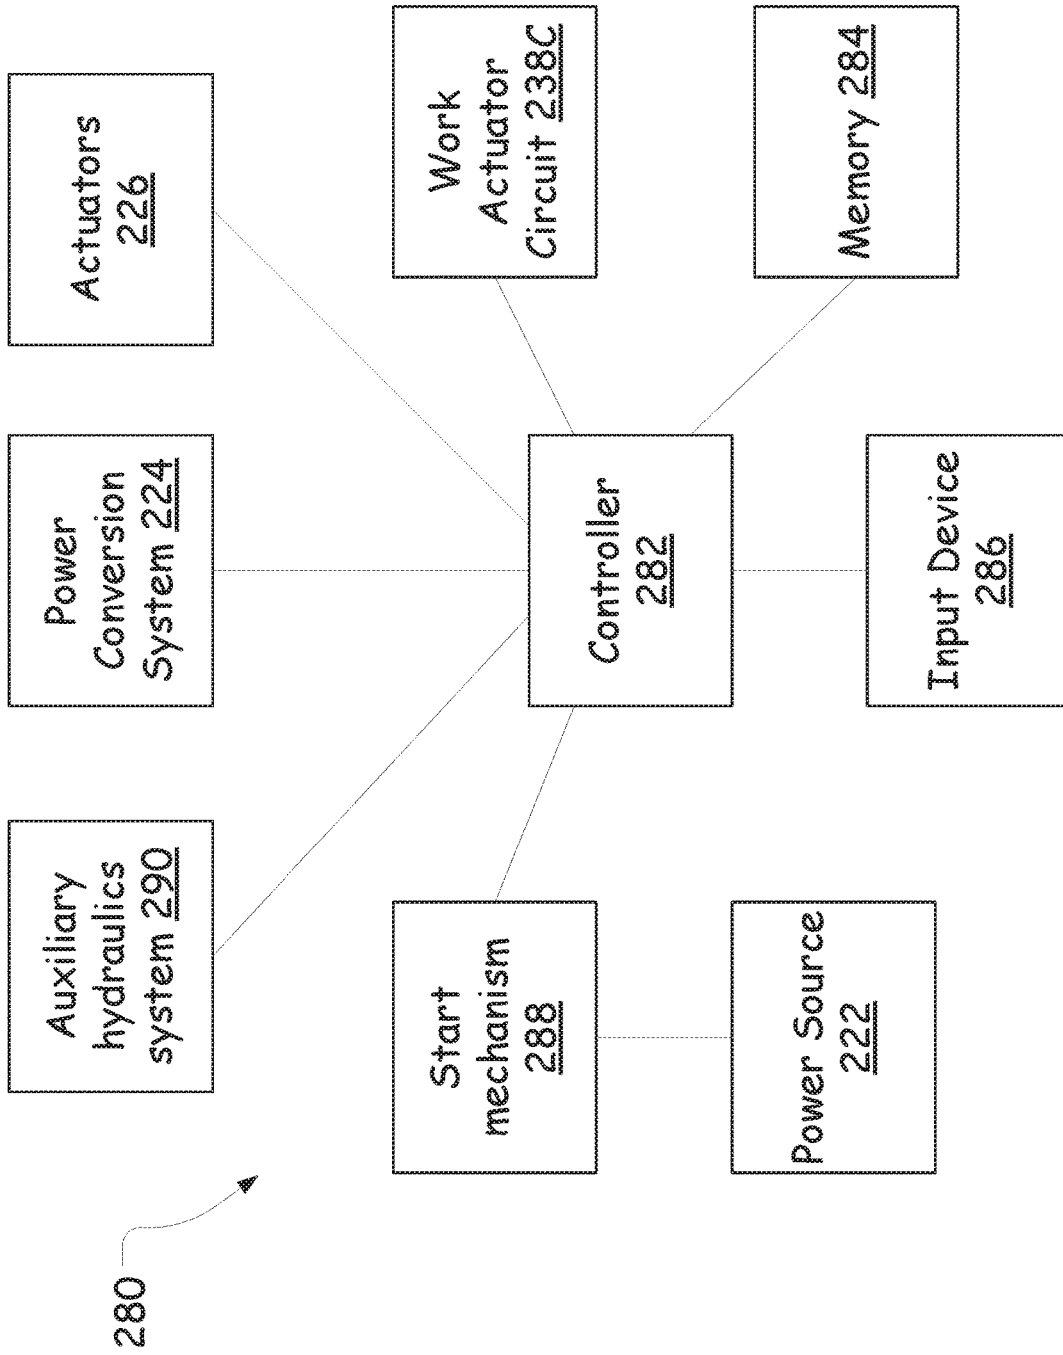 280
Auxiliary
hydraulics
system 290
Power
Conversion
System 224
Actuators
226
Start
mechanism
288
Controller
282
Work
Actuator
Circuit 238C
Power Source
222
Input Device
286
Memory 284